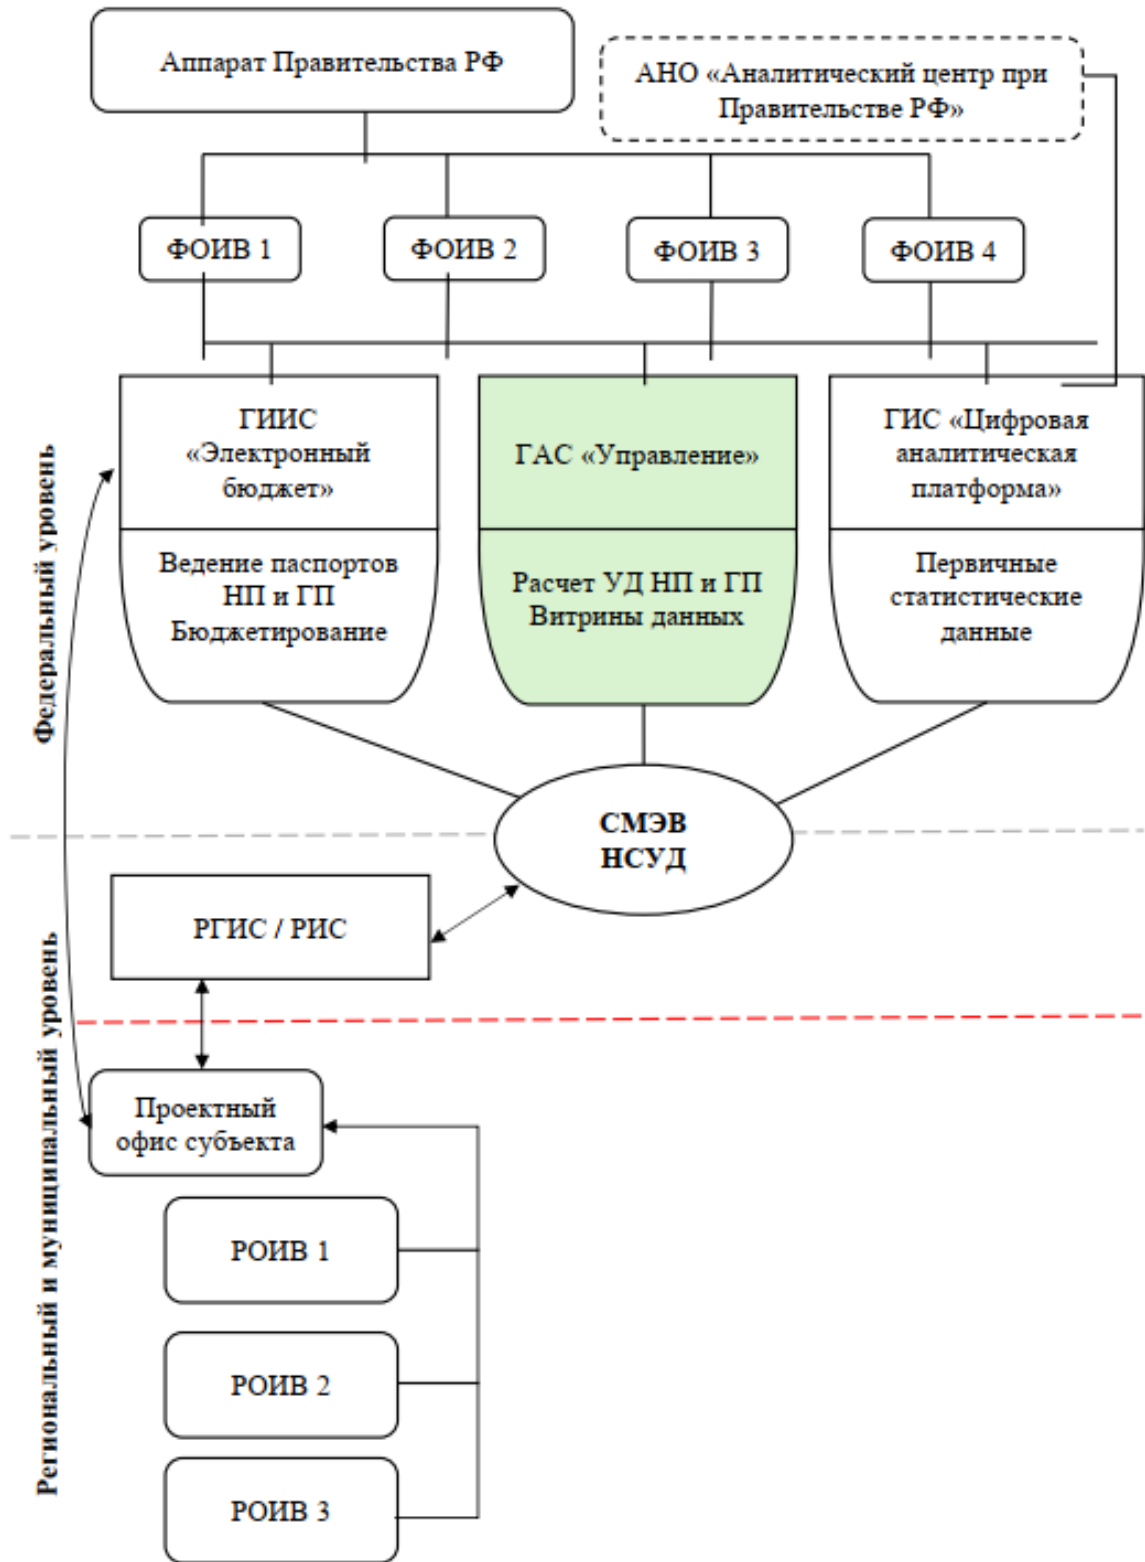 Аппарат Правительства РФ
АНО «Аналитический центр при
Правительстве РФ»
ФОИВ 1
ФОИВ 2
ФОИВ 3
ФОИВ 4
ГИИС
«Электронный
бюджет»
ГАС «Управление»
ГИС «Цифровая
аналитическая
платформа»
Ведение паспортов
НП и ГП
Бюджетирование
Расчет УД НП и ГП
Витрины данных
Первичные
статистические
данные
Федеральный уровень
СМЭВ
НСУД
РГИС / РИС
Региональный и муниципальный уровень
Проектный
офис субъекта
РОИВ 1
РОИВ 2
РОИВ 3